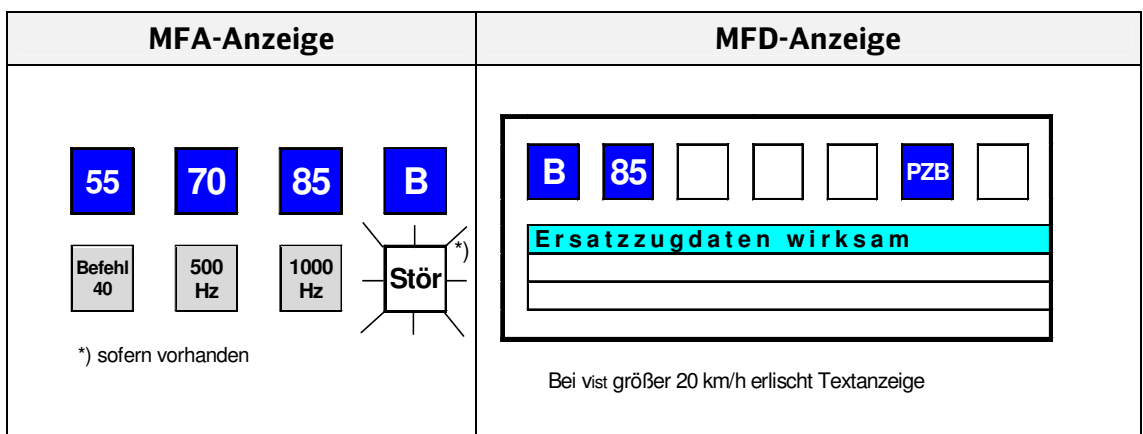 MFA-Anzeige
MFD-Anzeige
55 70 85 B
Befehl 40
500 Hz
1000 Hz
Stör *)
*) sofern vorhanden
B 85 PZB
Ersatzzugdaten wirksam
Bei vist größer 20 km/h erlischt Textanzeige